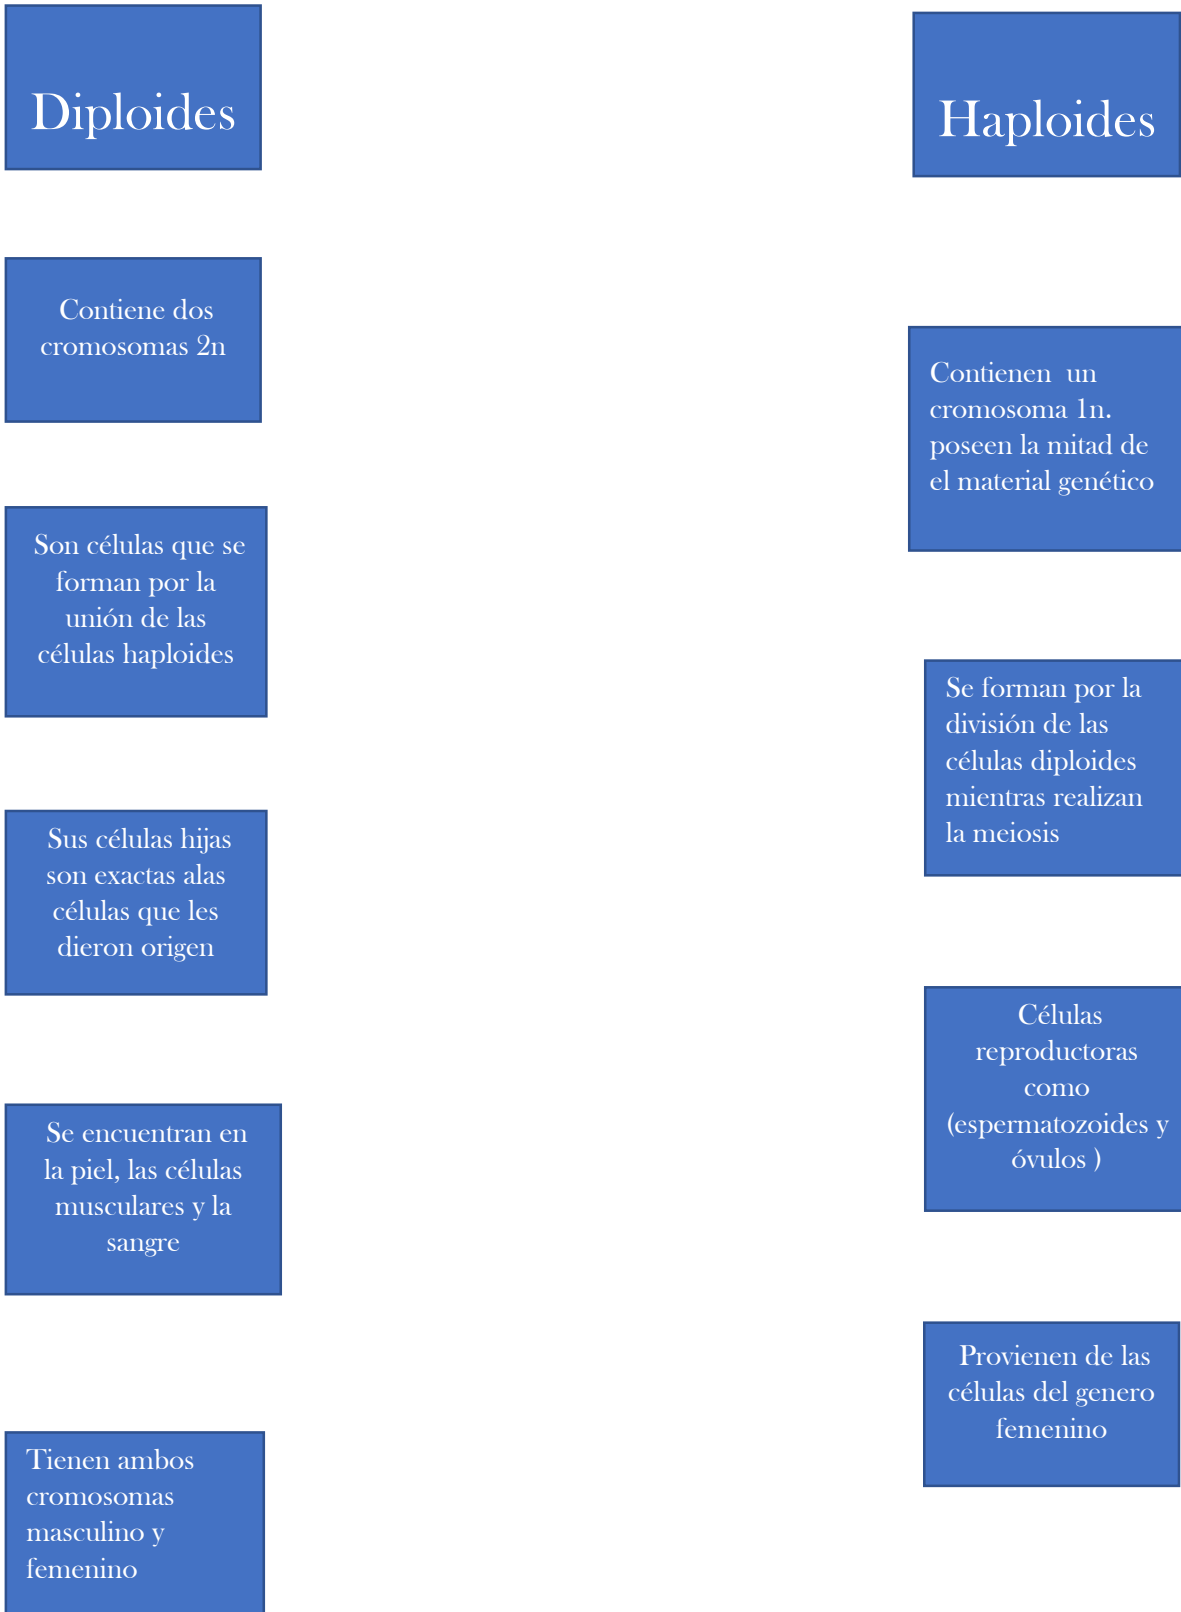 Diploides
Contiene dos
cromosomas 2n
Son células que se
forman por la
unión de las
células haploides
Sus células hijas
son exactas alas
células que les
dieron origen
Se encuentran en
la piel, las células
musculares y la
sangre
Tienen ambos
cromosomas
masculino y
femenino
Haploides
Contienen  un
cromosoma 1n.
poseen la mitad de
el material genético
Se forman por la
división de las
células diploides
mientras realizan
la meiosis
Células
reproductoras
como
(espermatozoides y
óvulos )
Provienen de las
células del genero
femenino